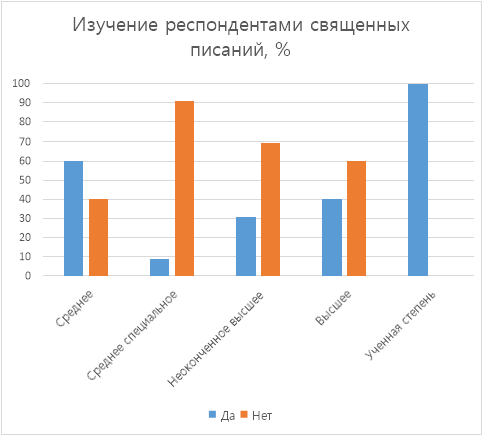 Изучение респондентами священных
писаний, %
100
90
80
70
60
50
40
30
20
10
0
Среднее
Среднее специальное
Неоконченное высшее
Высшее
Ученная степень
Да Нет